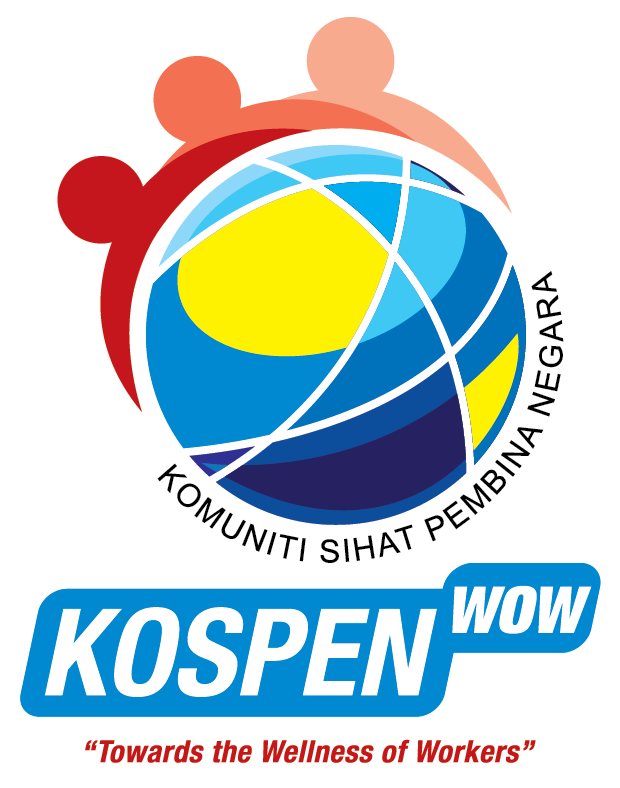 KOMUNITI SIHAT PEMBINA NEGARA
KOSPEN WOW
“Towards the Wellness of Workers”